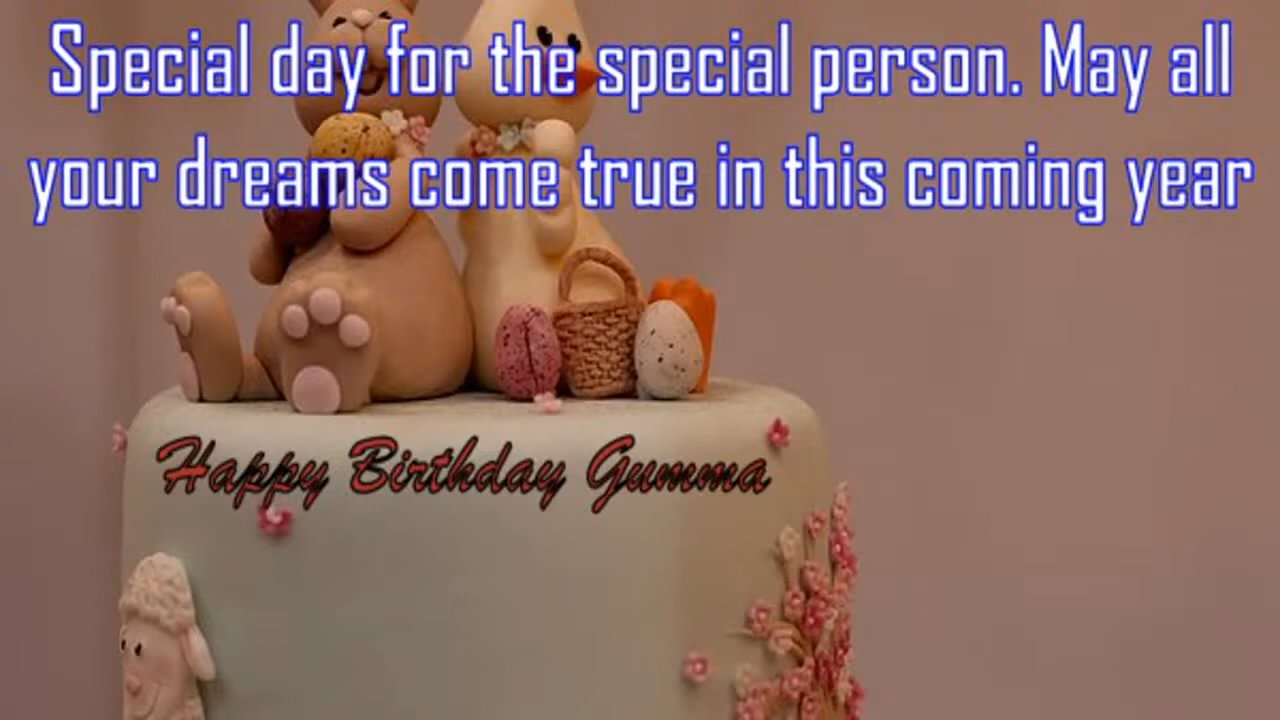 Special day for the special person. May all
your dreams come true in this coming year
Happy Birthday Gumma